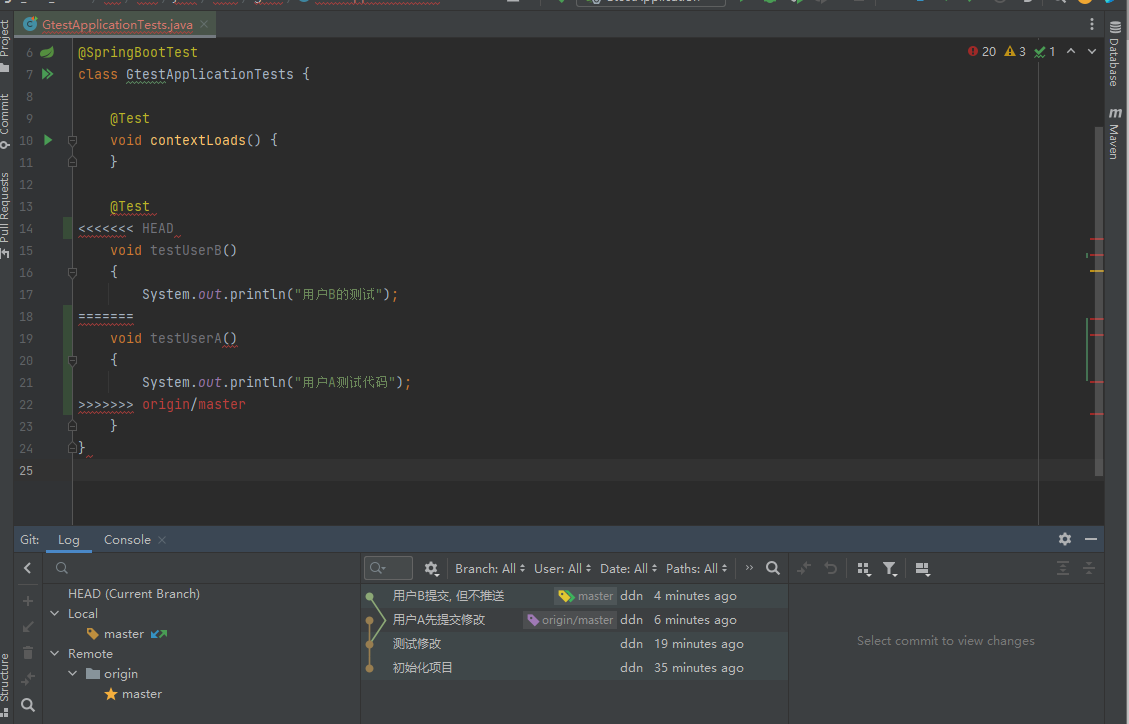 GtestApplicationTests.java
20 3 1
6 @SpringBootTest
7 class GtestApplicationTests {
8
9 @Test
10 void contextLoads() {
11 }
12
13 @Test
14 <<<<<<< HEAD
15 void testUserB()
16 {
17 System.out.println("用户B的测试");
18 =======
19 void testUserA()
20 {
21 System.out.println("用户A测试代码");
22 >>>>>>> origin/master
23 }
24 }
25
Project
Commit
Pull Requests
Structure
Database
m Maven
Git: Log Console
Branch: All User: All Date: All Paths: All »
HEAD (Current Branch)
Local
master
Remote
origin
master
用户B提交, 但不推送 master ddn 4 minutes ago
用户A先提交修改 origin/master ddn 6 minutes ago
测试修改 ddn 19 minutes ago
初始化项目 ddn 35 minutes ago
Select commit to view changes